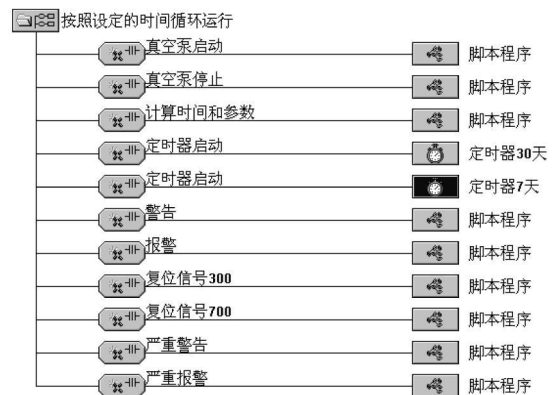 按照设定的时间循环运行
真空泵启动 脚本程序
真空泵停止 脚本程序
计算时间和参数 脚本程序
定时器启动 定时器30天
定时器启动 定时器7天
警告 脚本程序
报警 脚本程序
复位信号300 脚本程序
复位信号700 脚本程序
严重警告 脚本程序
严重报警 脚本程序